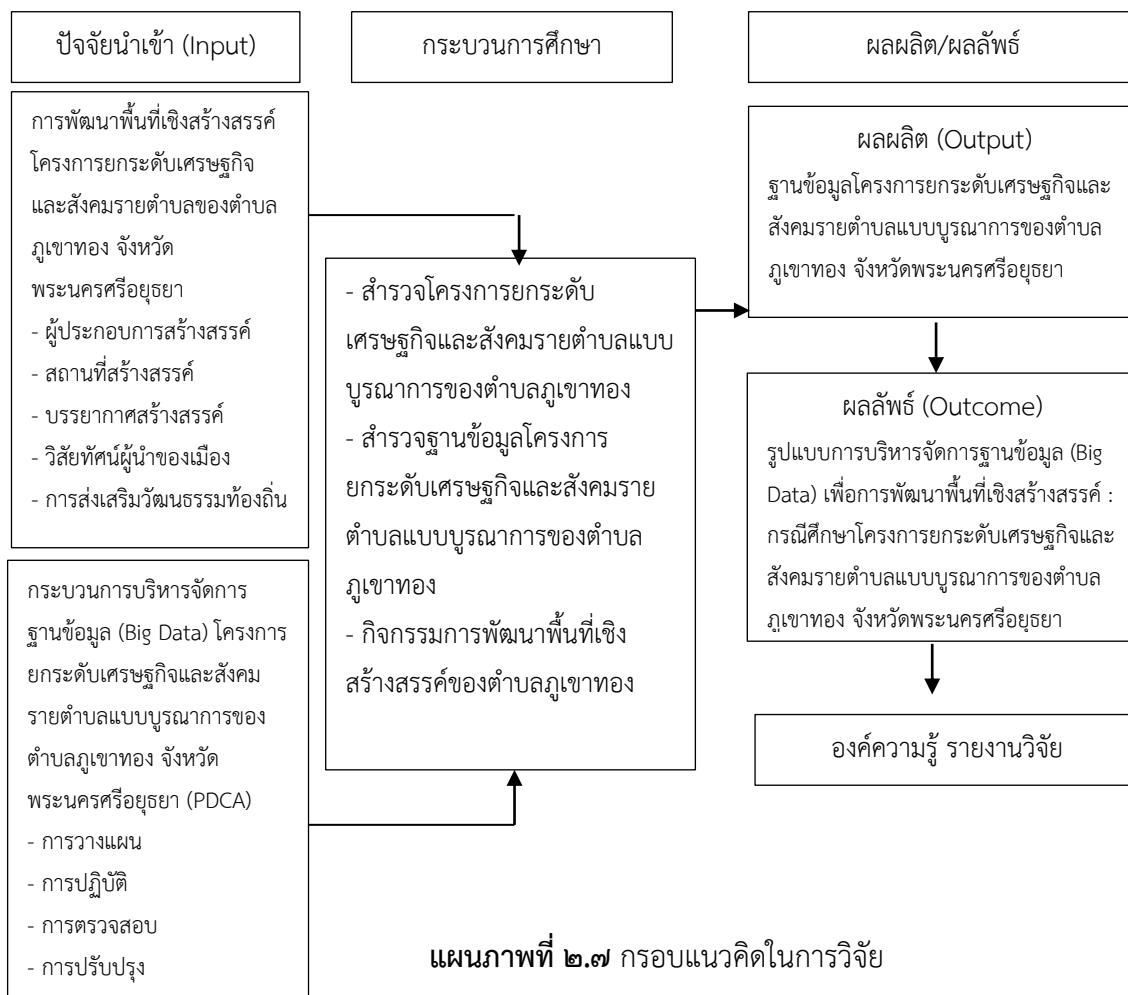 ปัจจัยนำเข้า (Input)
กระบวนการศึกษา
ผลผลิต/ผลลัพธ์
การพัฒนาพื้นที่เชิงสร้างสรรค์
โครงการยกระดับเศรษฐกิจ
และสังคมรายตำบลของตำบล
ภูเขาทอง จังหวัด
พระนครศรีอยุธยา
- ผู้ประกอบการสร้างสรรค์
- สถานที่สร้างสรรค์
- บรรยากาศสร้างสรรค์
- วิสัยทัศน์ผู้นำของเมือง
- การส่งเสริมวัฒนธรรมท้องถิ่น
กระบวนการบริหารจัดการ
ฐานข้อมูล (Big Data) โครงการ
ยกระดับเศรษฐกิจและสังคม
รายตำบลแบบบูรณาการของ
ตำบลภูเขาทอง จังหวัด
พระนครศรีอยุธยา (PDCA)
- การวางแผน
- การปฏิบัติ
- การตรวจสอบ
- การปรับปรุง
- สำรวจโครงการยกระดับ
เศรษฐกิจและสังคมรายตำบลแบบ
บูรณาการของตำบลภูเขาทอง
- สำรวจฐานข้อมูลโครงการ
ยกระดับเศรษฐกิจและสังคมราย
ตำบลแบบบูรณาการของตำบล
ภูเขาทอง
- กิจกรรมการพัฒนาพื้นที่เชิง
สร้างสรรค์ของตำบลภูเขาทอง
ผลผลิต (Output)
ฐานข้อมูลโครงการยกระดับเศรษฐกิจและ
สังคมรายตำบลแบบบูรณาการของตำบล
ภูเขาทอง จังหวัดพระนครศรีอยุธยา
ผลลัพธ์ (Outcome)
รูปแบบการบริหารจัดการฐานข้อมูล (Big
Data) เพื่อการพัฒนาพื้นที่เชิงสร้างสรรค์ :
กรณีศึกษาโครงการยกระดับเศรษฐกิจและ
สังคมรายตำบลแบบบูรณาการของตำบล
ภูเขาทอง จังหวัดพระนครศรีอยุธยา
องค์ความรู้ รายงานวิจัย
แผนภาพที่ ๒.๗ กรอบแนวคิดในการวิจัย